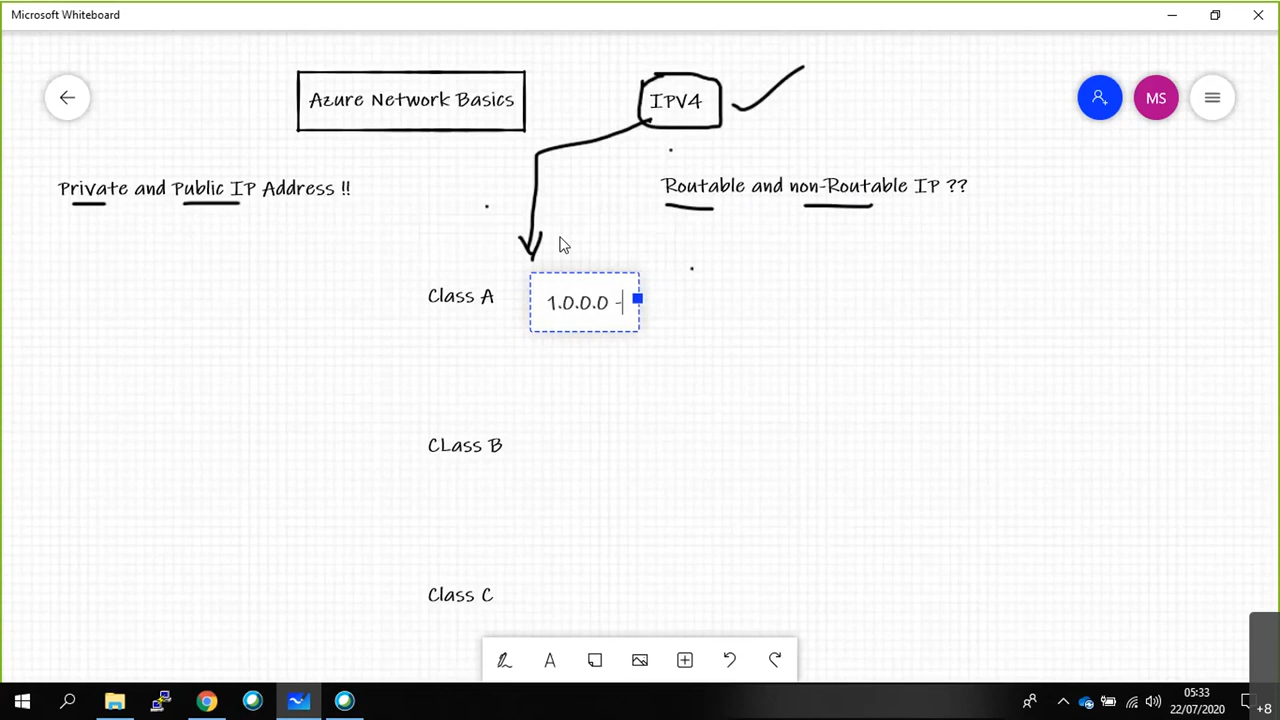 Microsoft Whiteboard
Azure Network Basics
IPV4
MS
Private and Public IP Address !!
Routable and non-Routable IP ??
Class A
1.0.0.0 -
CLass B
Class C
A
05:33
22/07/2020
+8